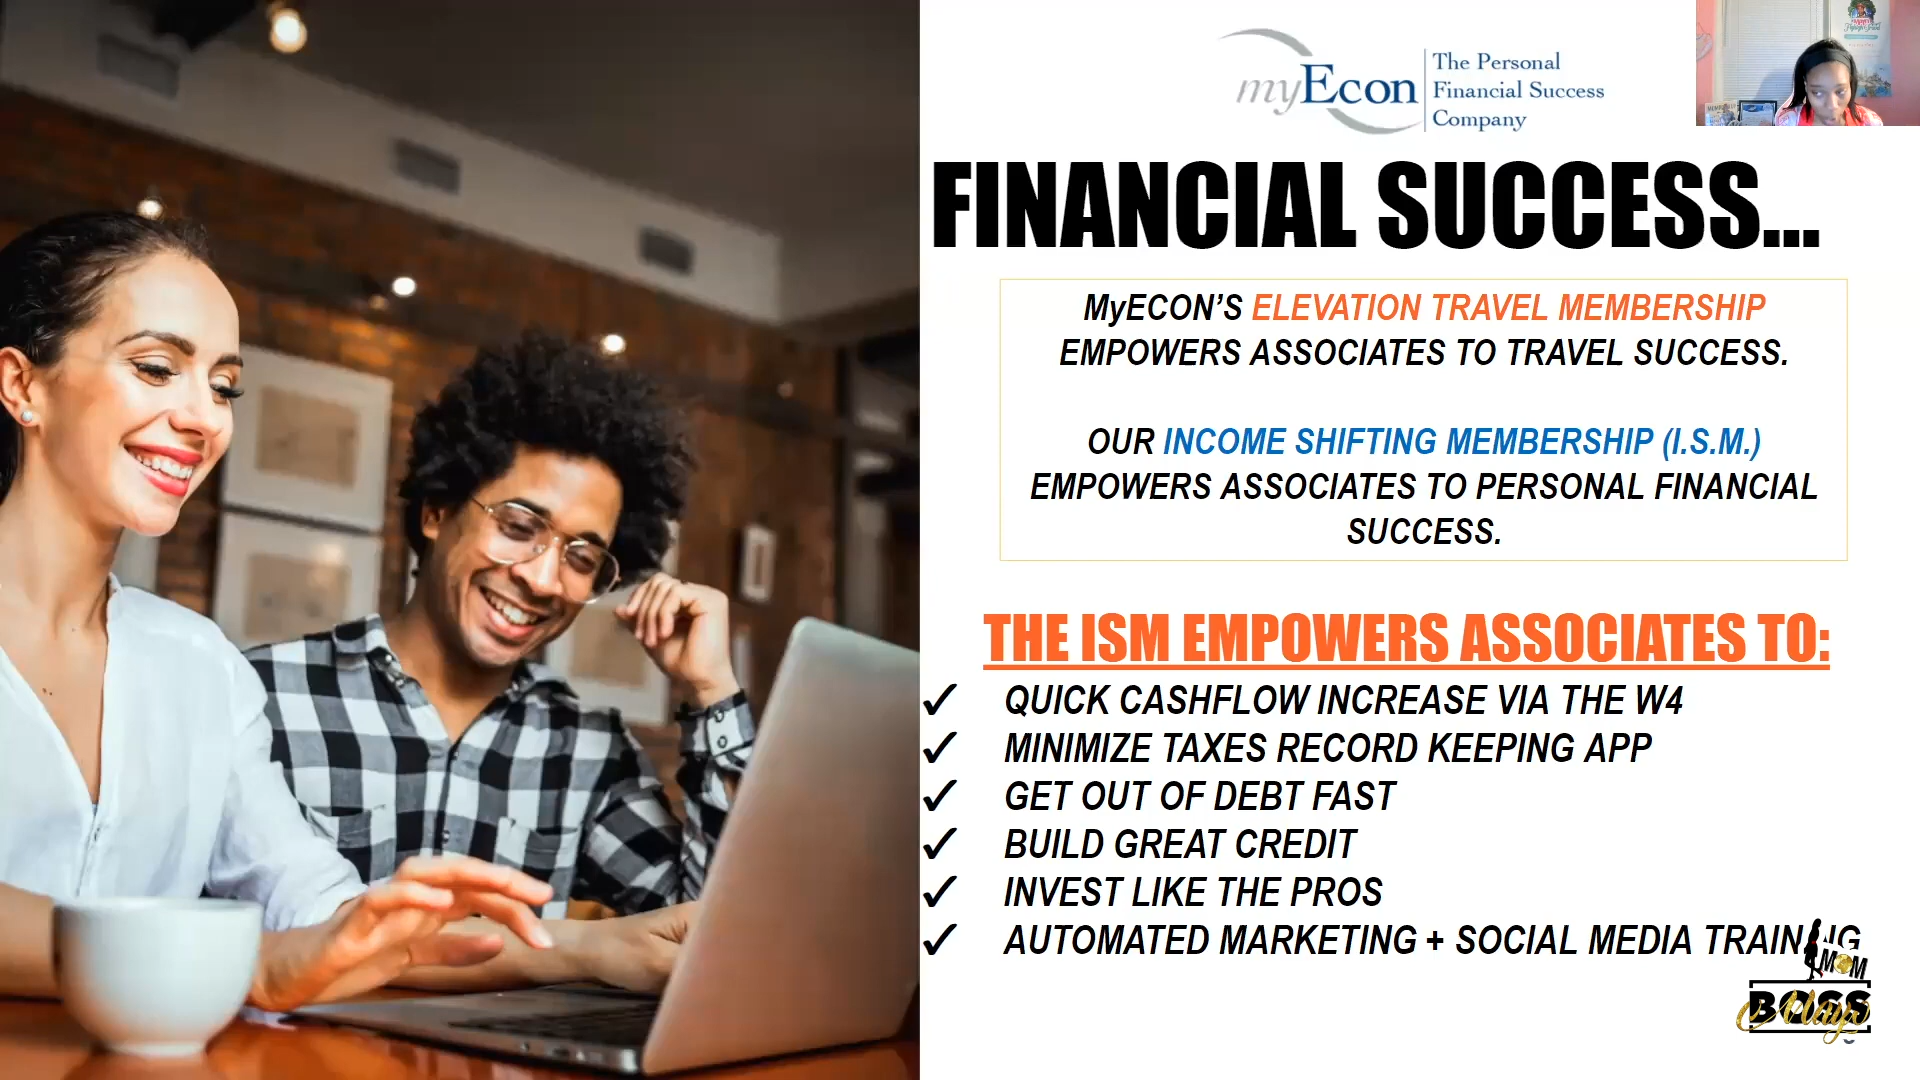 myEcon
The Personal
Financial Success
Company
FINANCIAL SUCCESS...
MyECON'S ELEVATION TRAVEL MEMBERSHIP
EMPOWERS ASSOCIATES TO TRAVEL SUCCESS.
OUR INCOME SHIFTING MEMBERSHIP (I.S.M.)
EMPOWERS ASSOCIATES TO PERSONAL FINANCIAL
SUCCESS.
THE ISM EMPOWERS ASSOCIATES TO:
✓ QUICK CASHFLOW INCREASE VIA THE W4
✓ MINIMIZE TAXES RECORD KEEPING APP
✓ GET OUT OF DEBT FAST
✓ BUILD GREAT CREDIT
✓ INVEST LIKE THE PROS
✓ AUTOMATED MARKETING + SOCIAL MEDIA TRAINING
MOM
BOSS